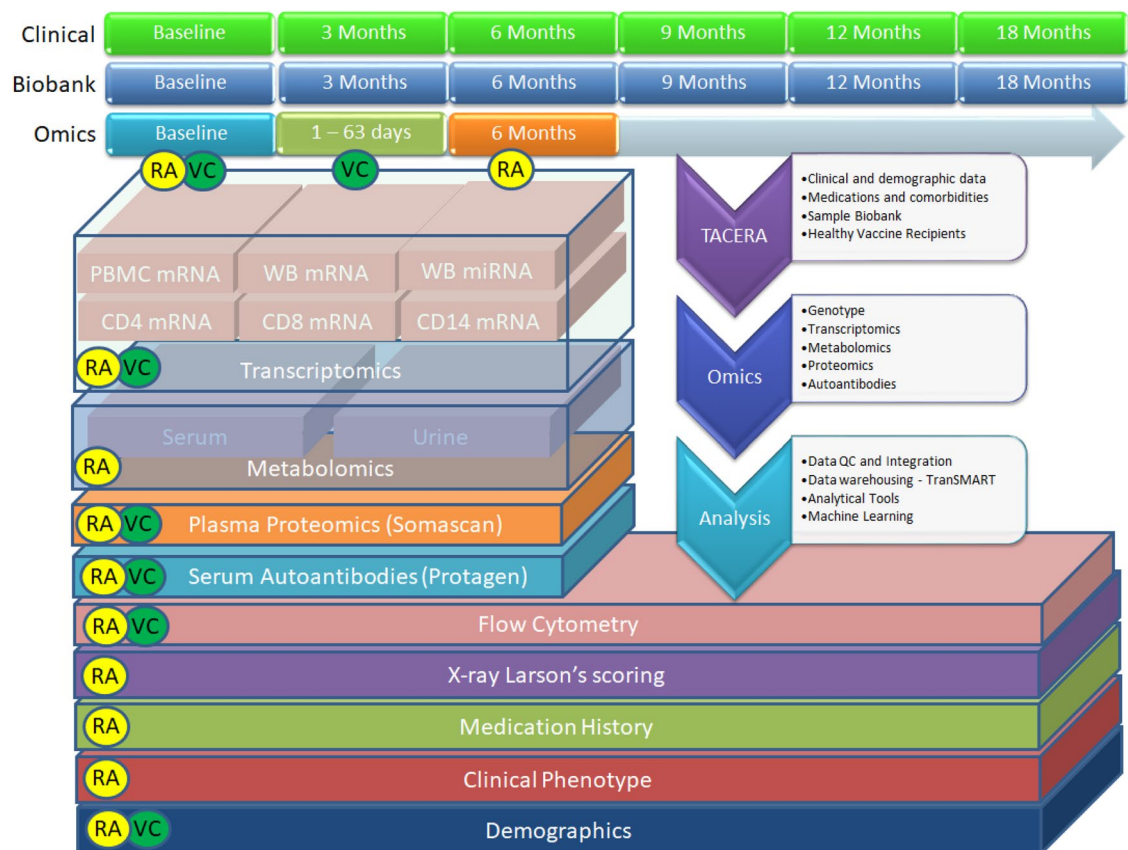 Clinical Baseline 3 Months 6 Months 9 Months 12 Months 18 Months
Biobank Baseline 3 Months 6 Months 9 Months 12 Months 18 Months
Omics Baseline 1 – 63 days 6 Months
RA VC VC RA
PBMC mRNA WB mRNA WB miRNA
CD4 mRNA CD8 mRNA CD14 mRNA
RA VC Transcriptomics
Serum Urine
RA Metabolomics
RA VC Plasma Proteomics (Somascan)
RA VC Serum Autoantibodies (Protagen)
TACERA
•Clinical and demographic data
•Medications and comorbidities
•Sample Biobank
•Healthy Vaccine Recipients
Omics
•Genotype
•Transcriptomics
•Metabolomics
•Proteomics
•Autoantibodies
Analysis
•Data QC and Integration
•Data warehousing - TranSMART
•Analytical Tools
•Machine Learning
RA VC Flow Cytometry
RA X-ray Larson's scoring
RA Medication History
RA Clinical Phenotype
RA VC Demographics